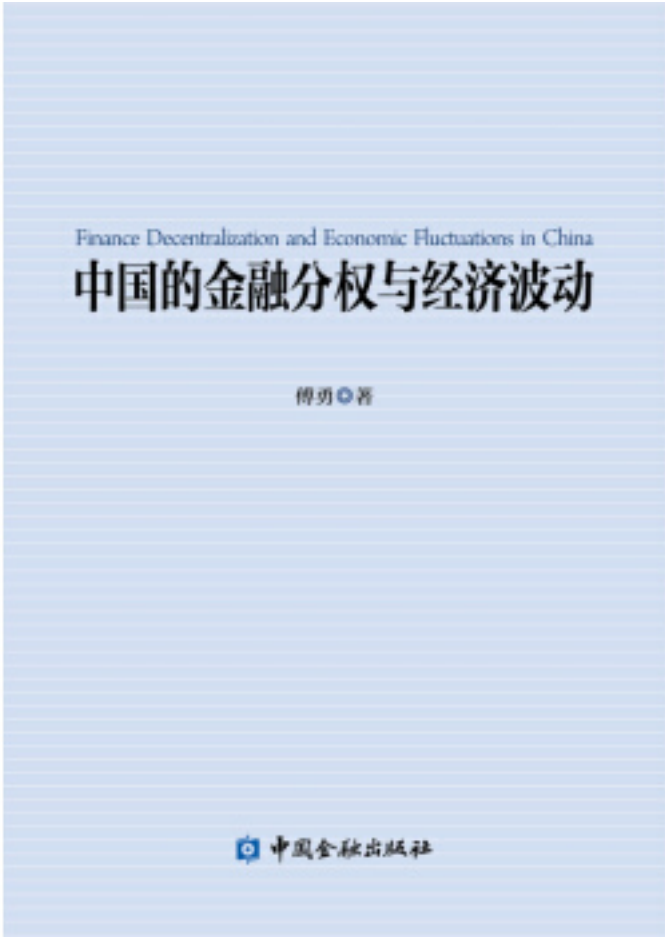 Finance Decentralization and Economic Fluctuations in China
中国的金融分权与经济波动
傅勇 著
中国金融出版社